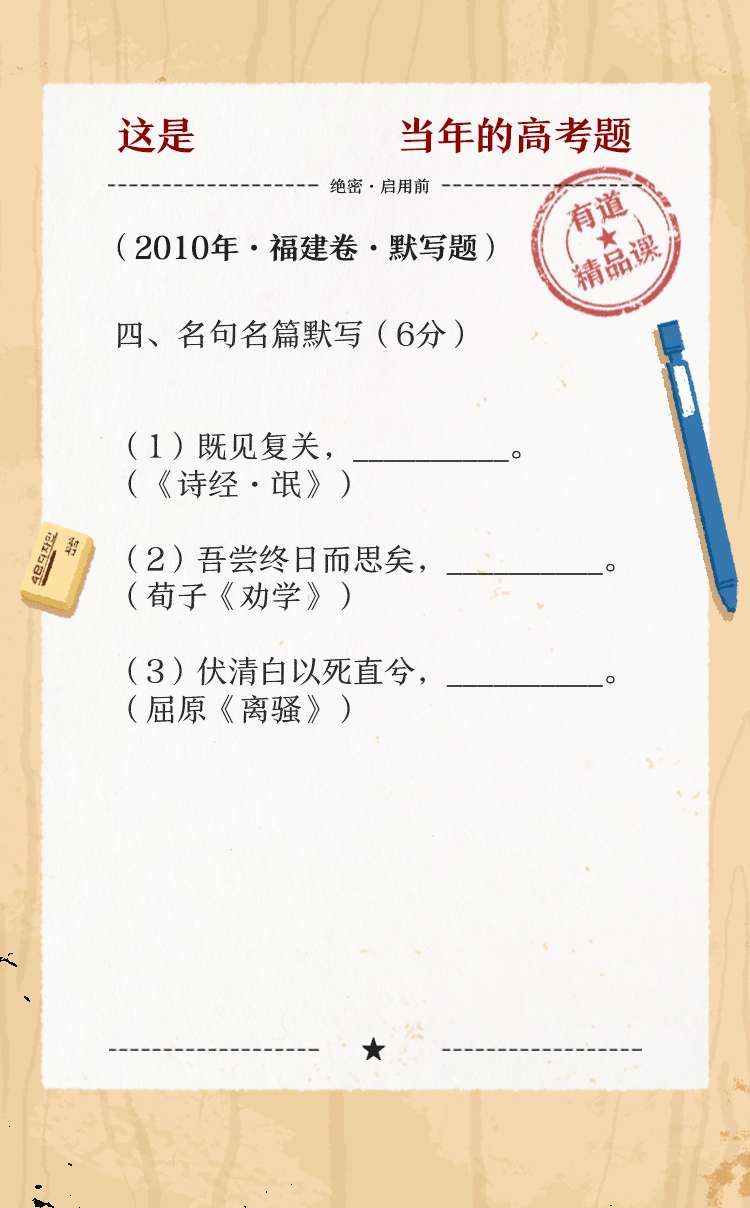 这是 当年的高考题
绝密·启用前
有道
精品课
（2010年·福建卷·默写题）
四、名句名篇默写（6分）
（1）既见复关，__________。
（《诗经·氓》）
（2）吾尝终日而思矣，__________。
（荀子《劝学》）
（3）伏清白以死直兮，__________。
（屈原《离骚》）